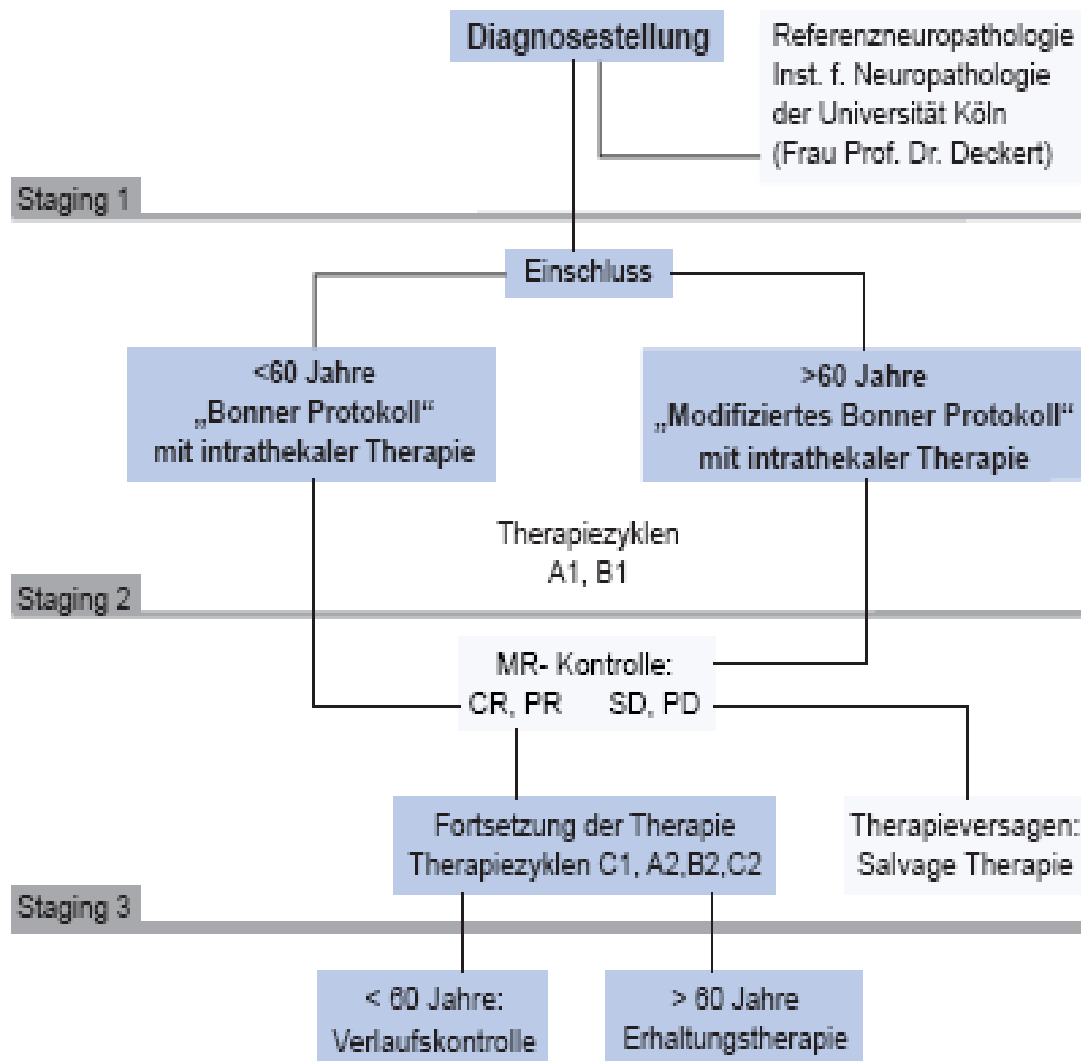 Diagnosestellung
Referenzneuropathologie
Inst. f. Neuropathologie
der Universität Köln
(Frau Prof. Dr. Deckert)
Staging 1
Einschluss
<60 Jahre
„Bonner Protokoll“
mit intrathekaler Therapie
>60 Jahre
„Modifiziertes Bonner Protokoll“
mit intrathekaler Therapie
Therapiezyklen
A1, B1
Staging 2
MR- Kontrolle:
CR, PR SD, PD
Fortsetzung der Therapie
Therapiezyklen C1, A2,B2,C2
Therapieversagen:
Salvage Therapie
Staging 3
< 60 Jahre:
Verlaufskontrolle
> 60 Jahre
Erhaltungstherapie